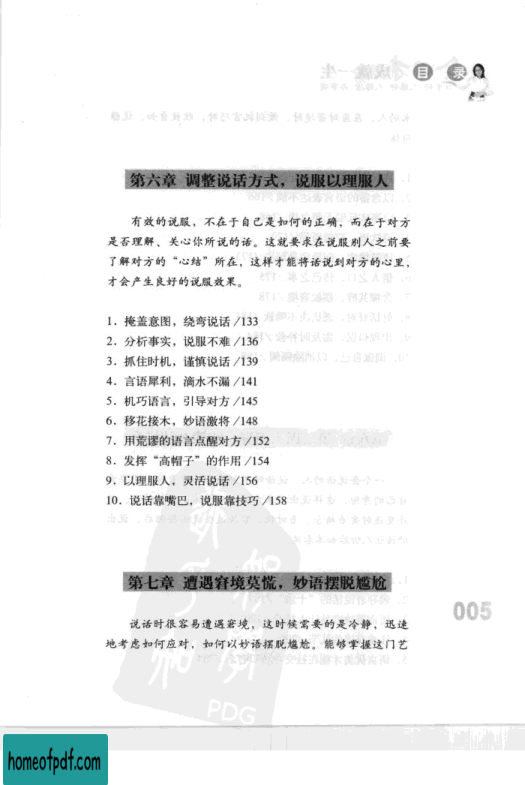 目录
第六章 调整说话方式，说服以理服人
有效的说服，不在于自己是如何的正确，而在于对方
是否理解、关心你所说的话。这就要求在说服别人之前要
了解对方的“心结”所在，这样才能将话说到对方的心里，
才会产生良好的说服效果。
1．掩盖意图，绕弯说话/133
2．分析事实，说服不难/136
3．抓住时机，谨慎说话/139
4．言语犀利，滴水不漏/141
5．机巧语言，引导对方/145
6．移花接木，妙语激将/148
7．用荒谬的语言点醒对方/152
8．发挥“高帽子”的作用/154
9．以理服人，灵活说话/156
10．说话靠嘴巴，说服靠技巧/158
第七章 遭遇窘境莫慌，妙语摆脱尴尬
说话时很容易遭遇窘境，这时候需要的是冷静，迅速
地考虑如何应对，如何以妙语摆脱尴尬。能够掌握这门艺
005
PDG
homeofpdf.com